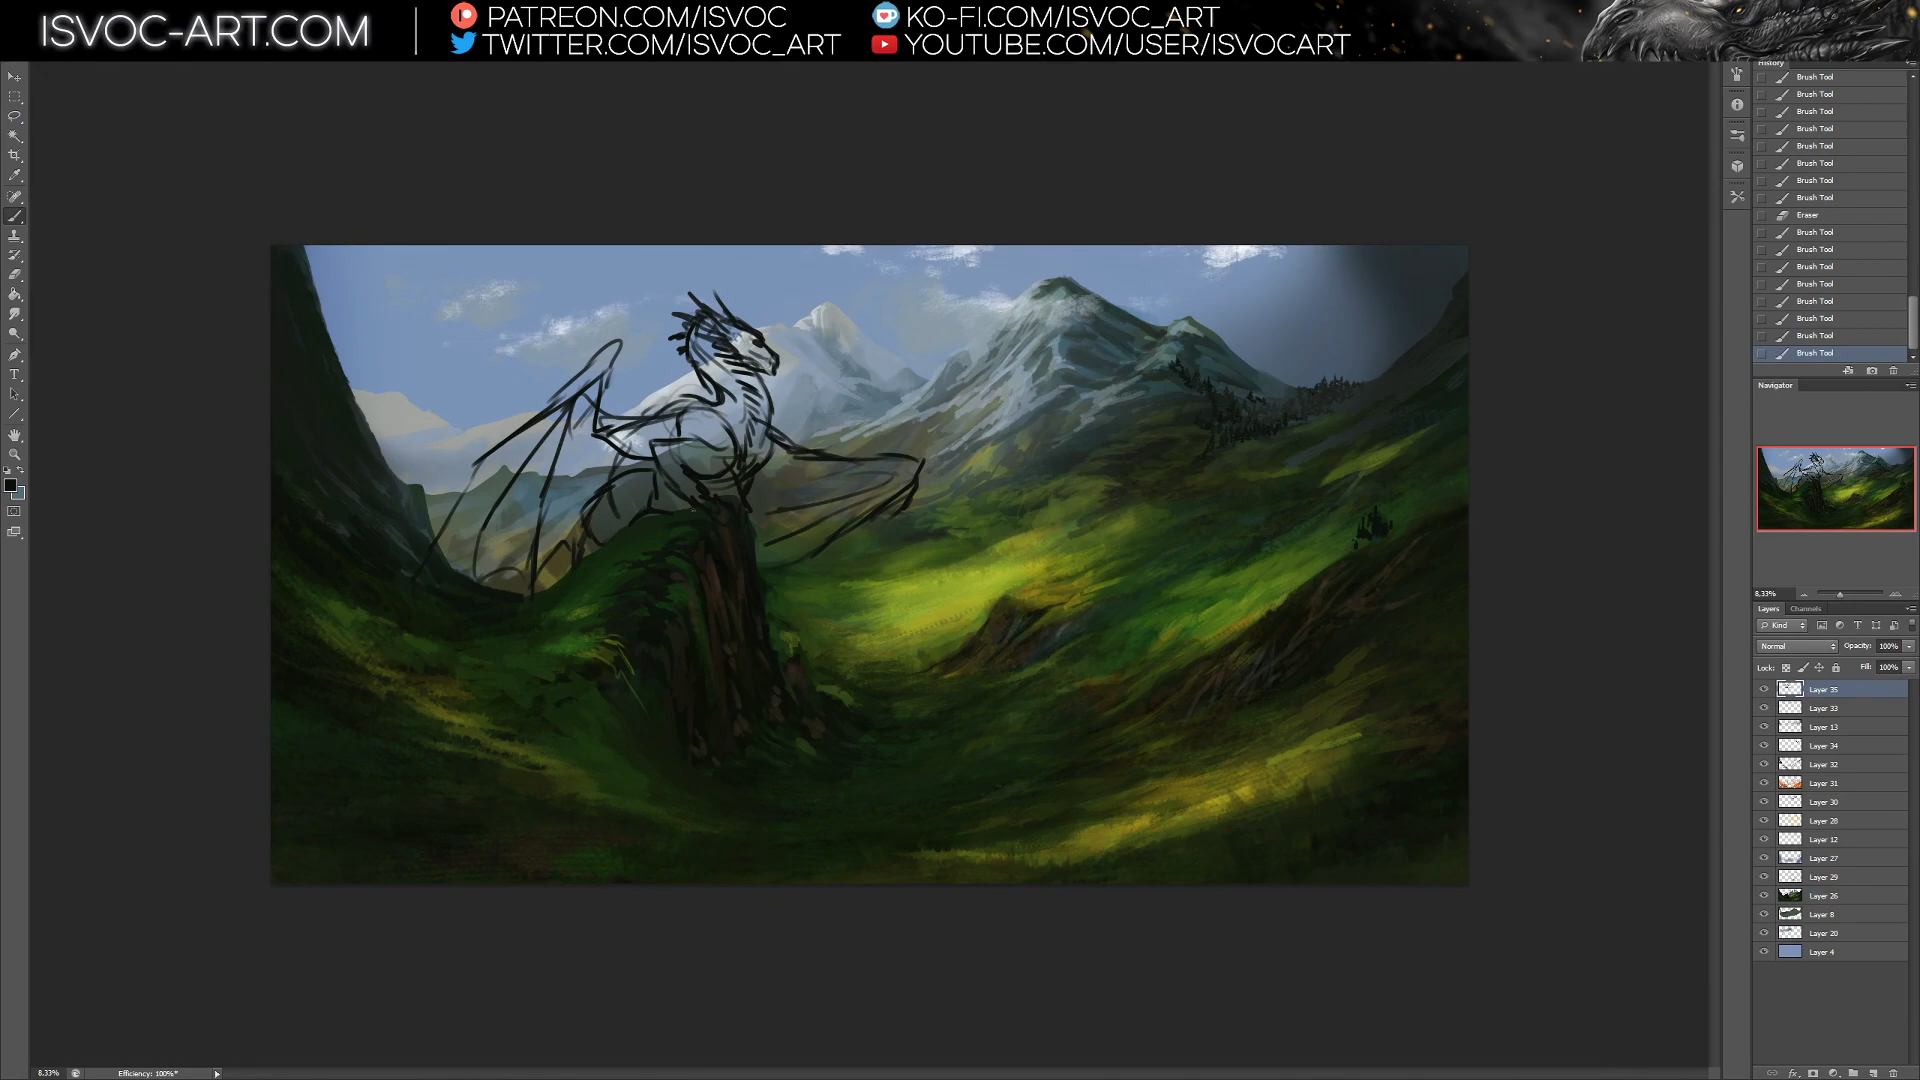 ISVOC-ART.COM
PATREON.COM/ISVOC
TWITTER.COM/ISVOC_ART
KO-FI.COM/ISVOC_ART
YOUTUBE.COM/USER/ISVOCART
History
Brush Tool
Brush Tool
Brush Tool
Brush Tool
Brush Tool
Brush Tool
Brush Tool
Brush Tool
Eraser
Brush Tool
Brush Tool
Brush Tool
Brush Tool
Brush Tool
Brush Tool
Brush Tool
Brush Tool
Navigator
8,33%
Layers Channels
Kind
Normal Opacity: 100%
Lock: Fill: 100%
Layer 35
Layer 33
Layer 13
Layer 34
Layer 32
Layer 31
Layer 30
Layer 28
Layer 12
Layer 27
Layer 29
Layer 26
Layer 8
Layer 20
Layer 4
8.33% Efficiency: 100%*